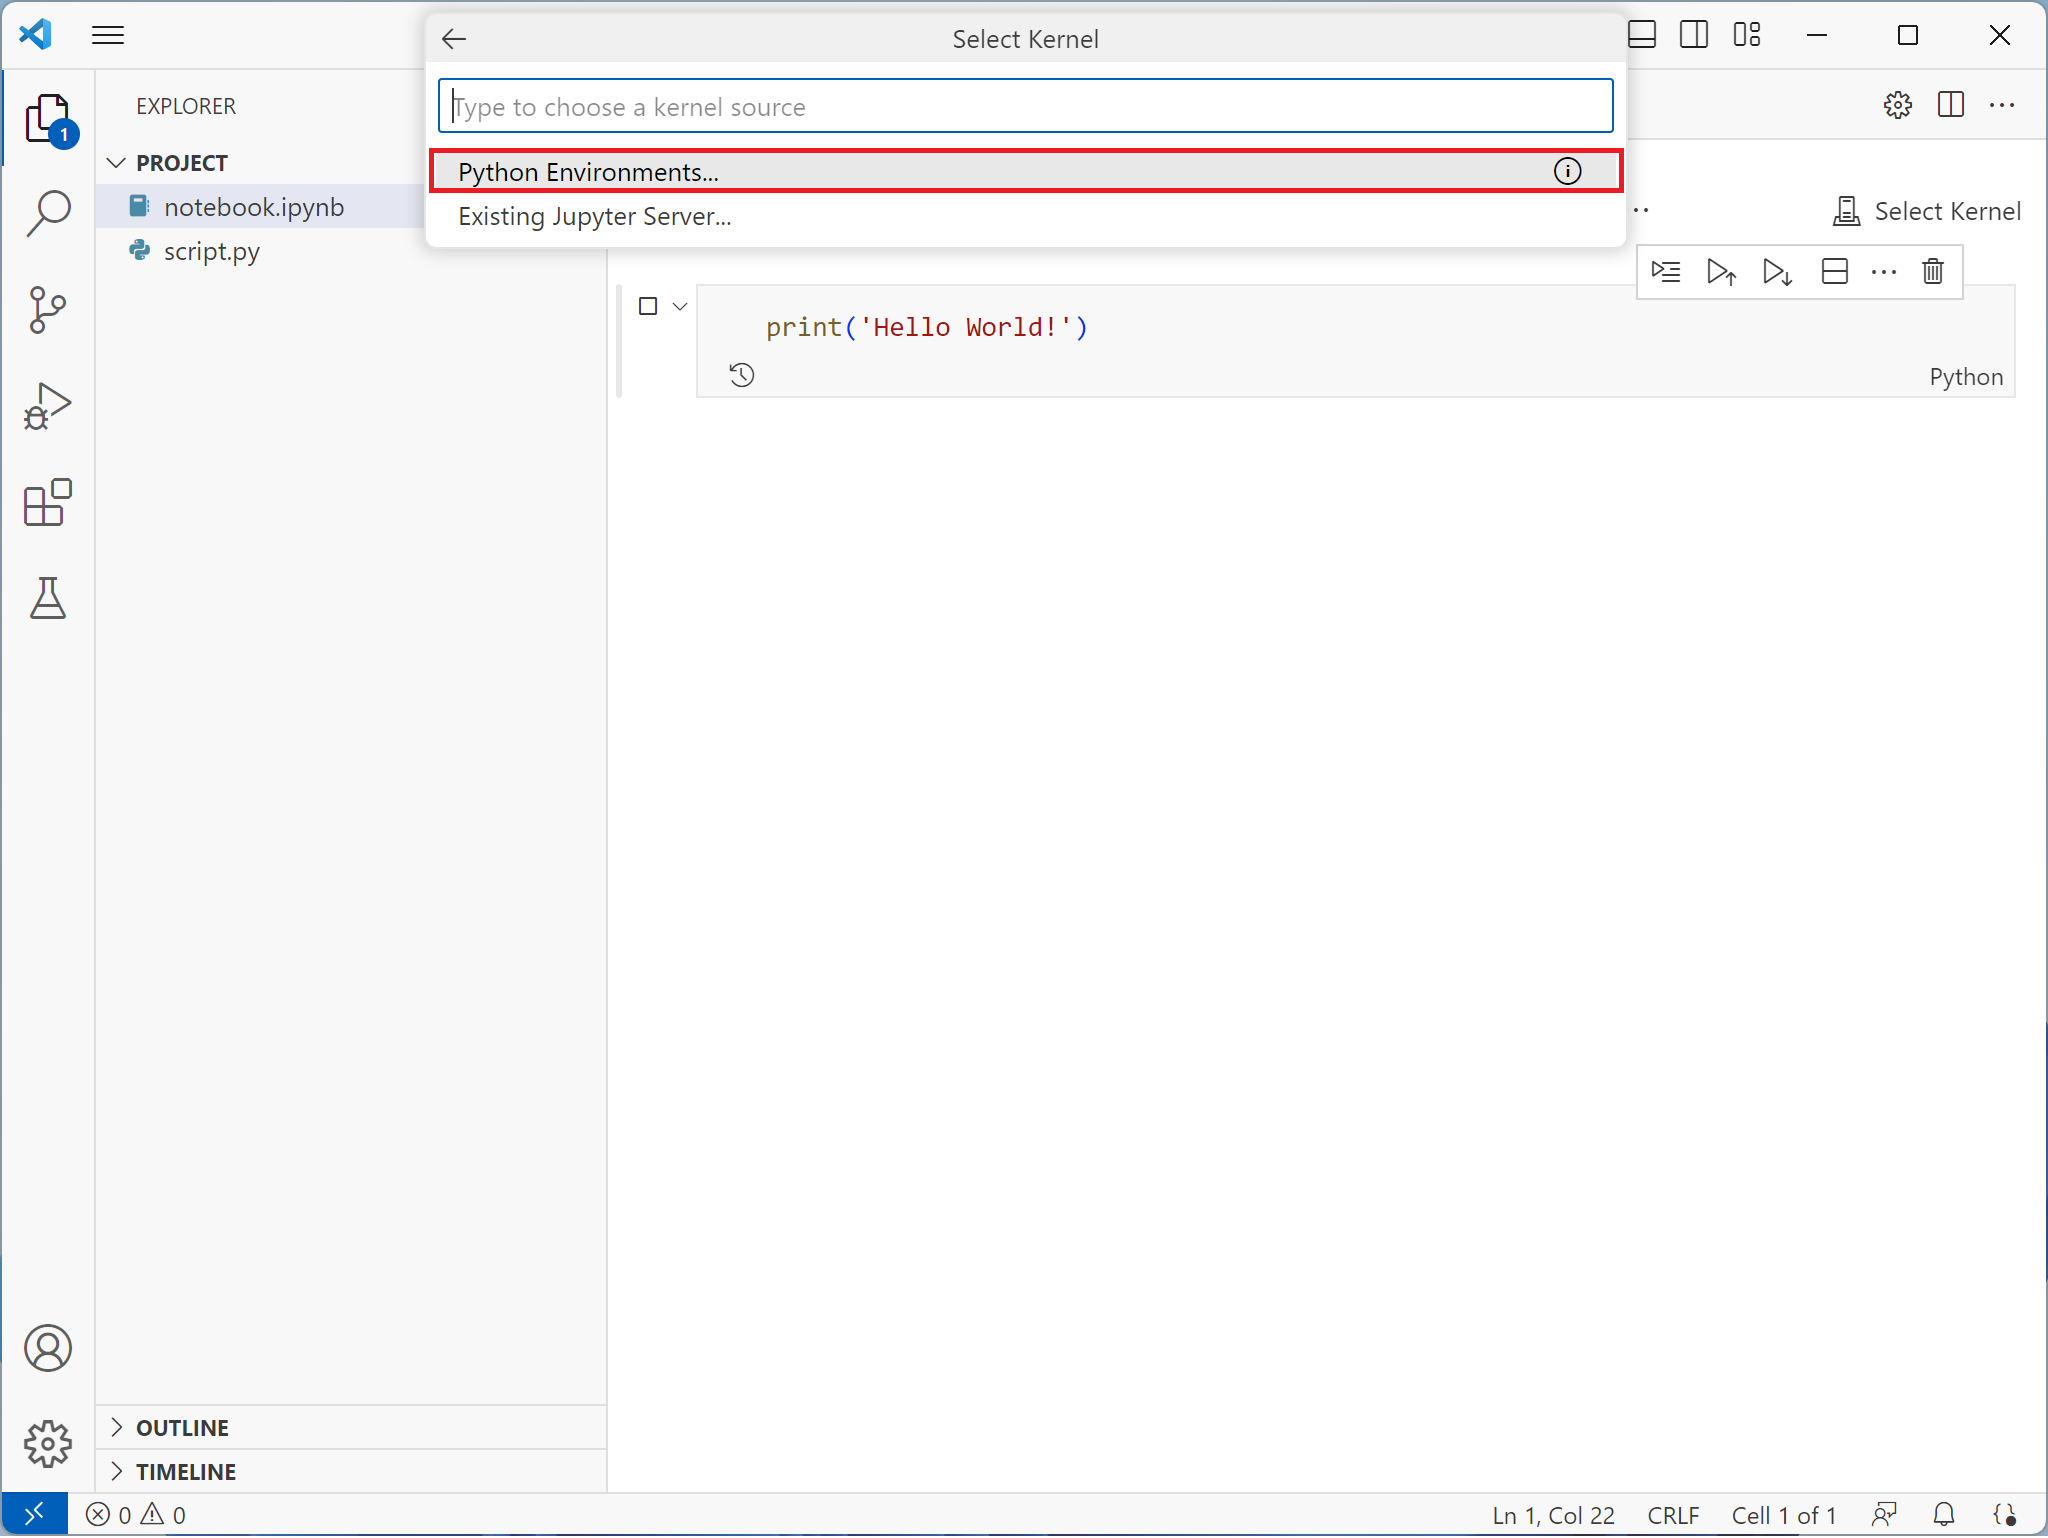 Select Kernel
Type to choose a kernel source
Python Environments...
Existing Jupyter Server...
EXPLORER
1
PROJECT
notebook.ipynb
script.py
Select Kernel
print('Hello World!')
Python
OUTLINE
TIMELINE
0 0
Ln 1, Col 22 CRLF Cell 1 of 1